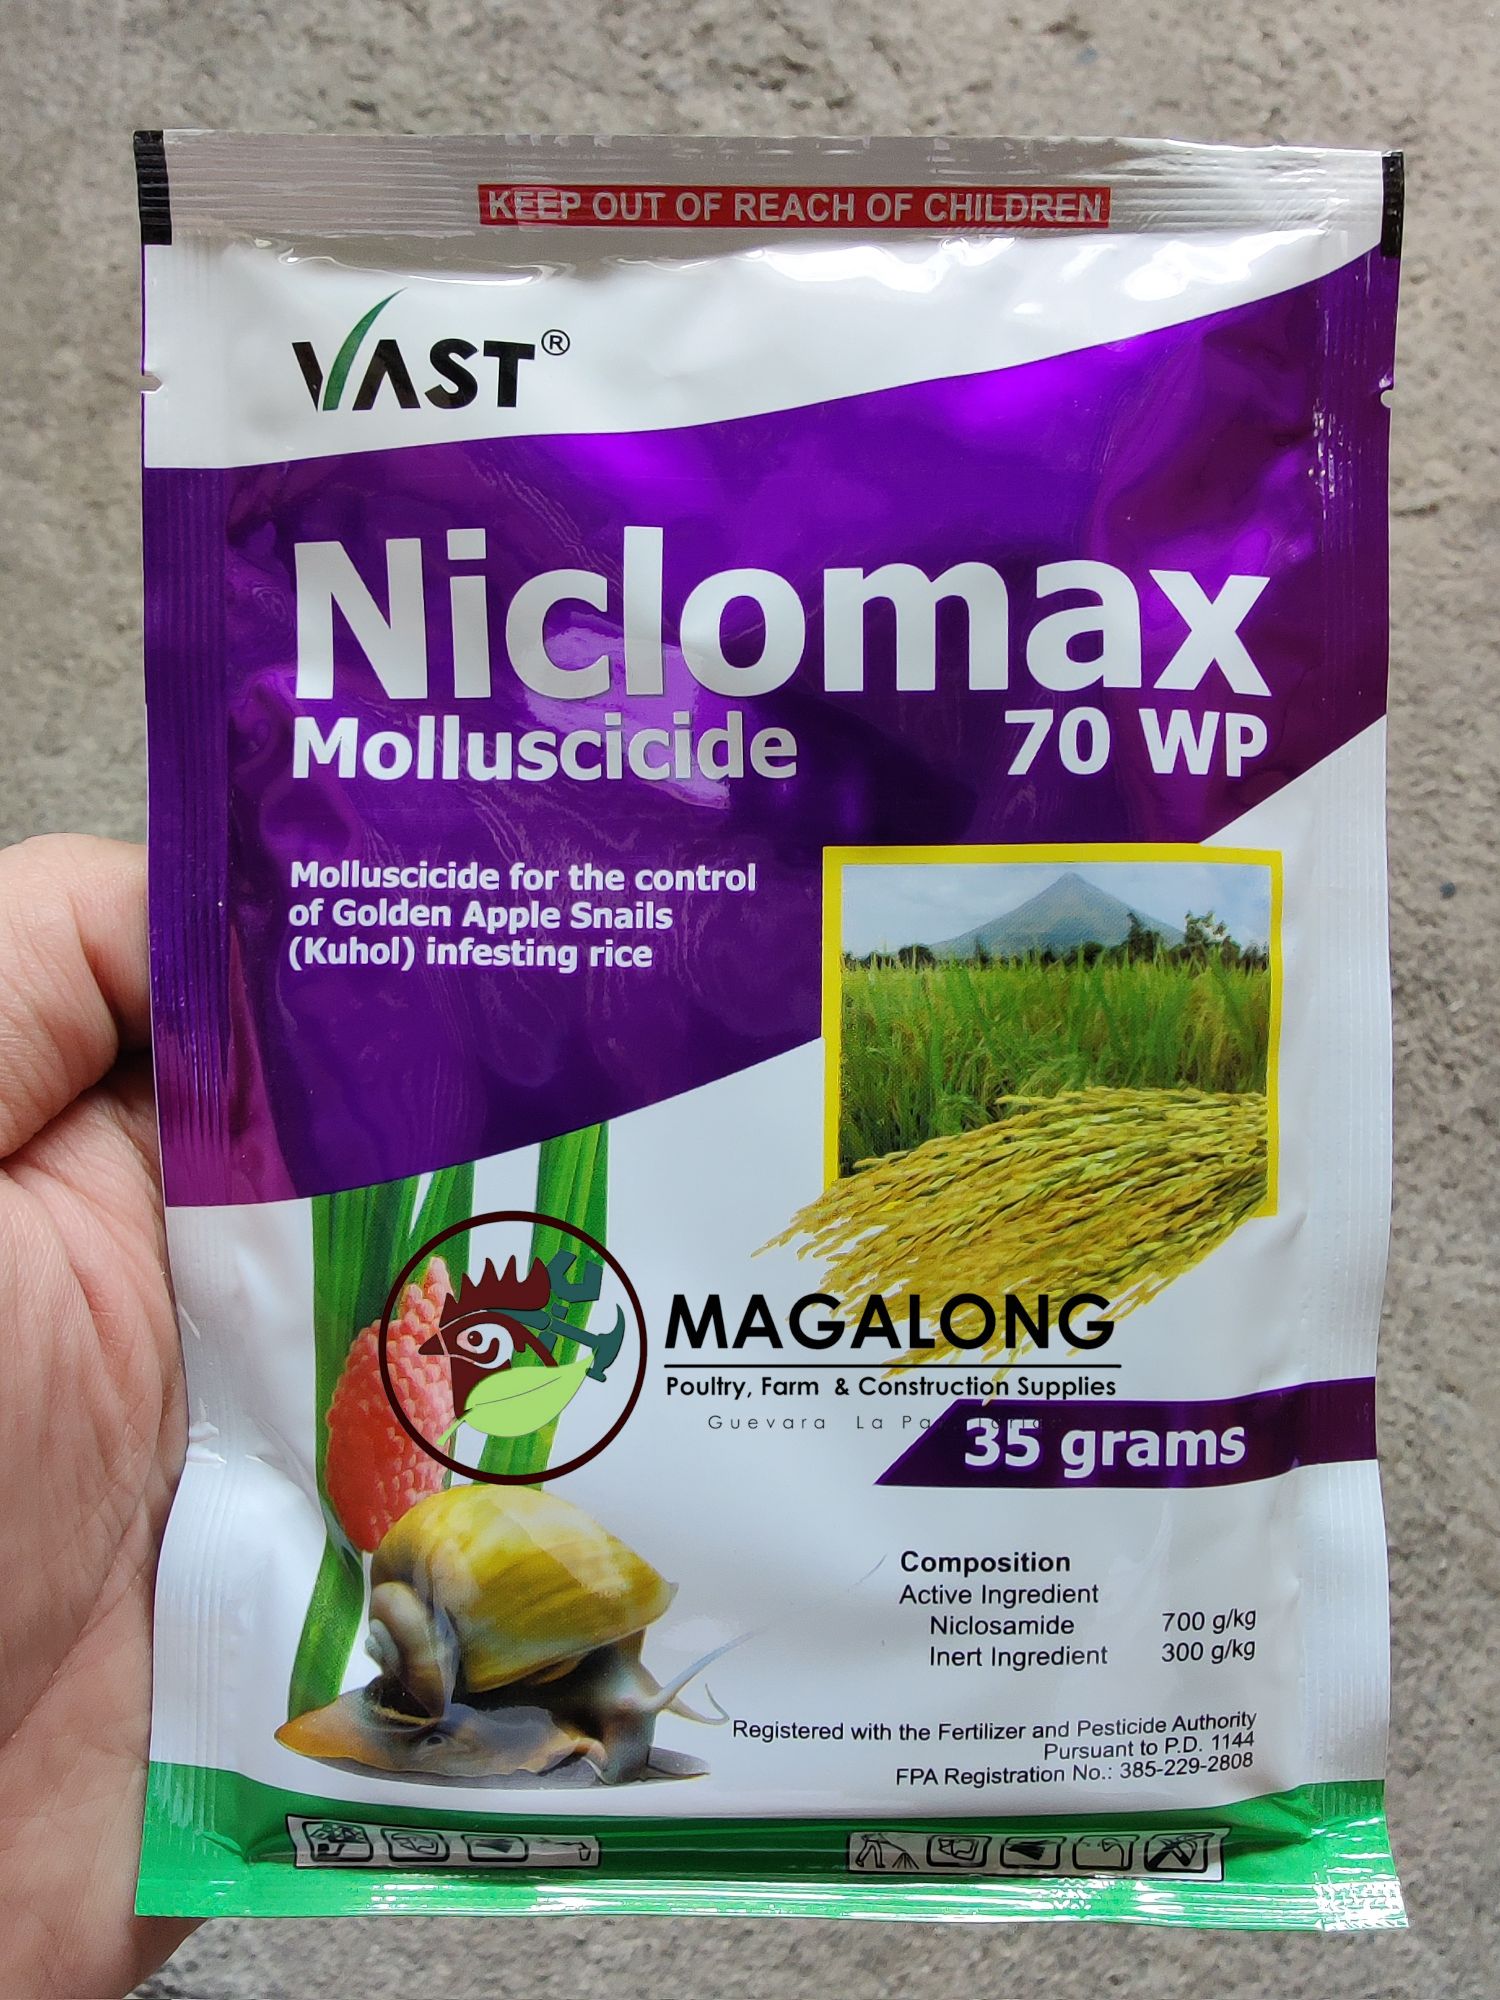 KEEP OUT OF REACH OF CHILDREN
VAST®
Niclomax
Molluscicide 70 WP
Molluscicide for the control
of Golden Apple Snails
(Kuhol) infesting rice
MAGALONG
Poultry, Farm & Construction Supplies
Guevara La
35 grams
Composition
Active Ingredient
Niclosamide 700 g/kg
Inert Ingredient 300 g/kg
Registered with the Fertilizer and Pesticide Authority
Pursuant to P.D. 1144
FPA Registration No.: 385-229-2808